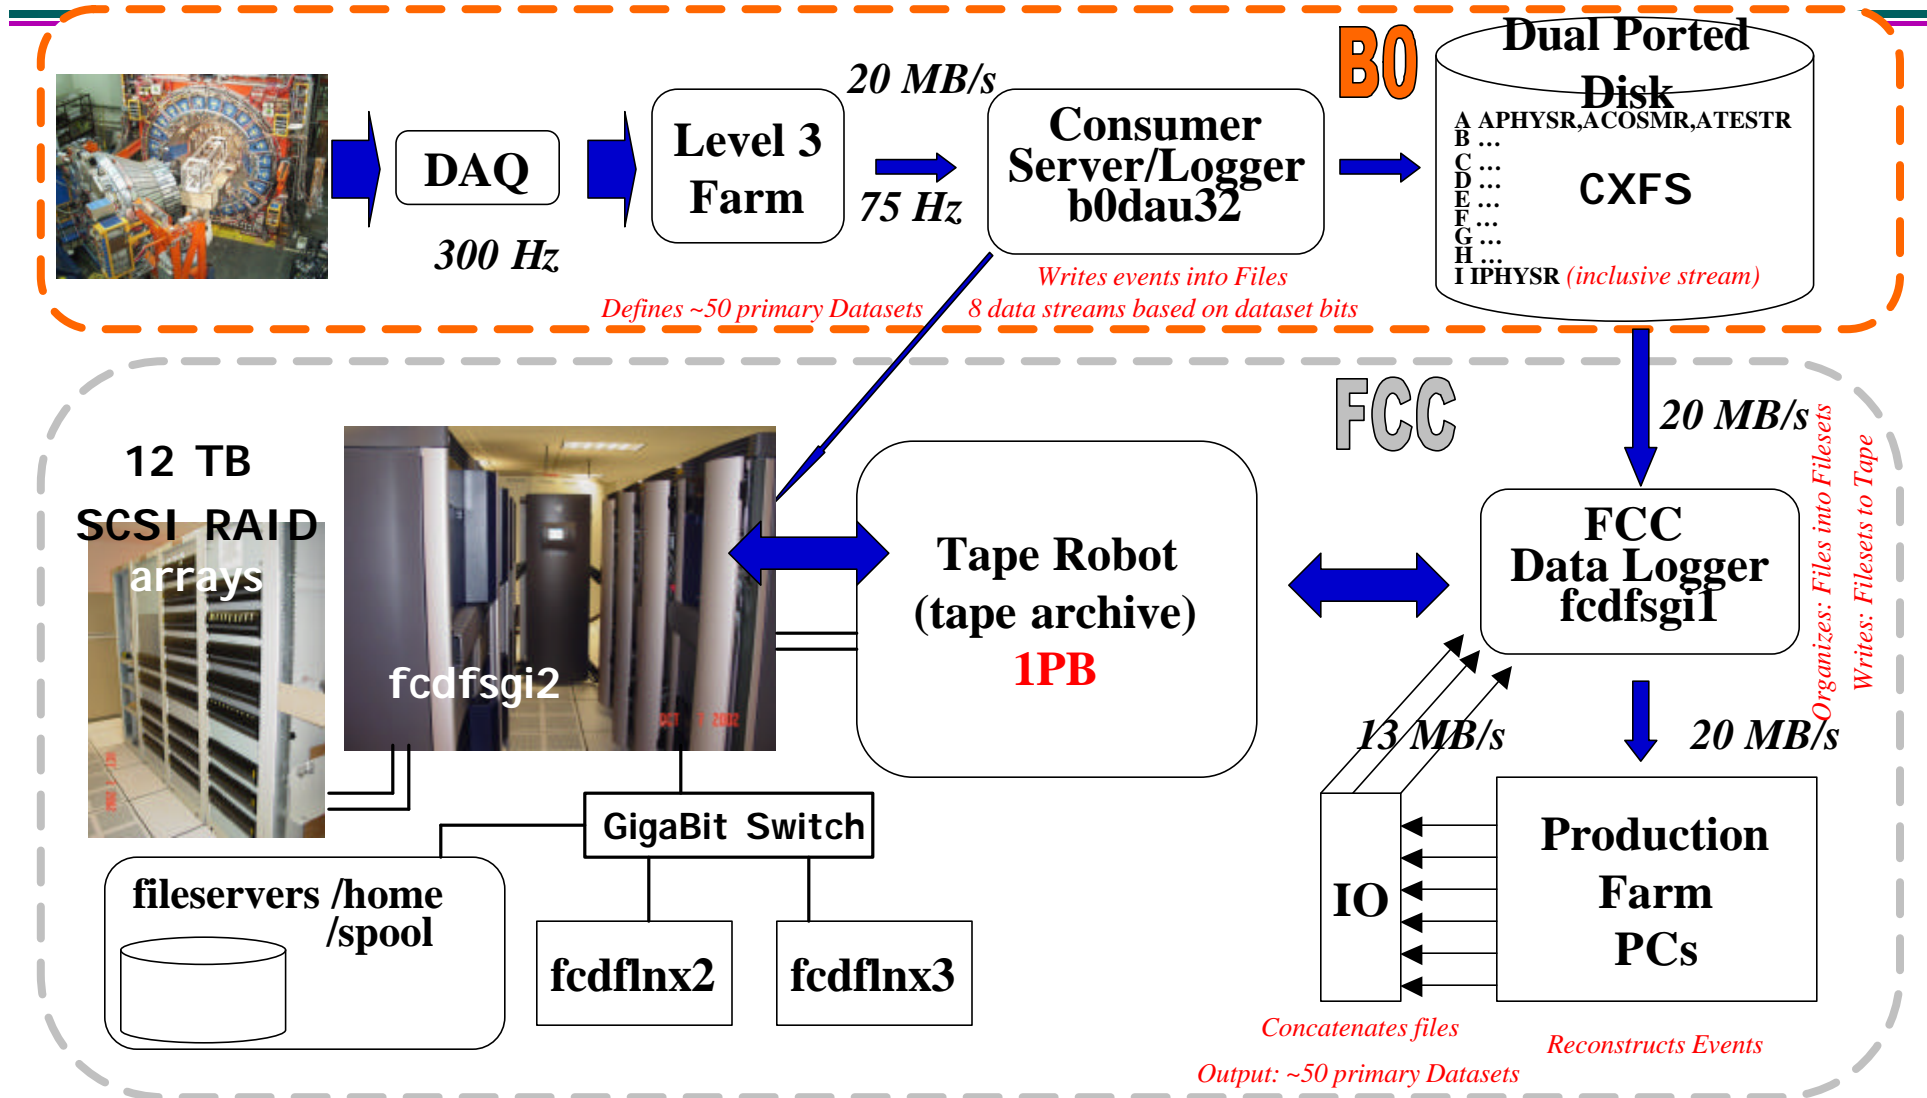 B0
Dual Ported
Disk
20 MB/s
DAQ
Level 3
Farm
Consumer
Server/Logger
b0dau32
75 Hz
300 Hz
A APHYSR,ACOSMR,ATESTR
B ...
C ...
D ...
E ...
F ...
G ...
H ...
I IPHYSR (inclusive stream)
CXFS
Writes events into Files
Defines ~50 primary Datasets
8 data streams based on dataset bits
FCC
20 MB/s
12 TB
SCSI RAID
arrays
fcdfsgi2
OCT 7 2002
Tape Robot
(tape archive)
1PB
FCC
Data Logger
fcdfsgi1
Organizes: Files into Filesets
Writes: Filesets to Tape
13 MB/s
20 MB/s
GigaBit Switch
fileservers /home
/spool
fcdflnx2
fcdflnx3
IO
Production
Farm
PCs
Concatenates files
Output: ~50 primary Datasets
Reconstructs Events